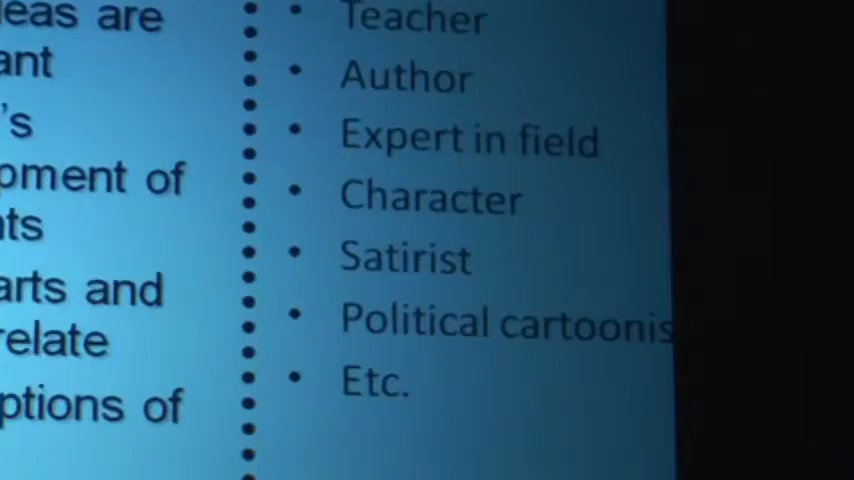 eas are
ant
's
pment of
nts
arts and
relate
ptions of
• Teacher
• Author
• Expert in field
• Character
• Satirist
• Political cartoonis
• Etc.